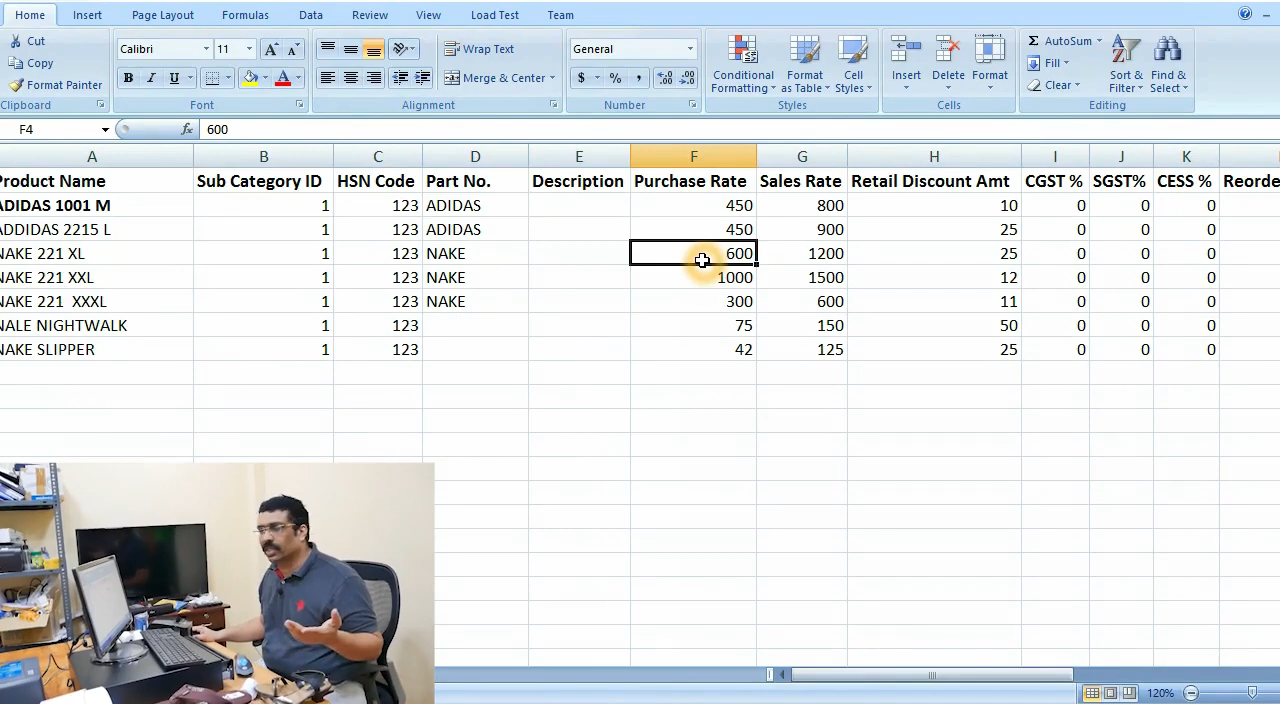 Home Insert Page Layout Formulas Data Review View Load Test Team
Cut
Copy
Format Painter
Clipboard
Calibri 11
B I U
Font
Wrap Text
Merge & Center
Alignment
General
$ % ,
Number
Conditional Formatting
Format as Table
Cell Styles
Styles
Insert Delete Format
Cells
AutoSum
Fill
Clear
Sort & Filter
Find & Select
Editing
F4 fx 600
A B C D E F G H I J K
Product Name Sub Category ID HSN Code Part No. Description Purchase Rate Sales Rate Retail Discount Amt CGST % SGST% CESS % Reorde
ADIDAS 1001 M 1 123 ADIDAS 450 800 10 0 0 0
ADDIDAS 2215 L 1 123 ADIDAS 450 900 25 0 0 0
NAKE 221 XL 1 123 NAKE 600 1200 25 0 0 0
NAKE 221 XXL 1 123 NAKE 1000 1500 12 0 0 0
NAKE 221  XXXL 1 123 NAKE 300 600 11 0 0 0
NALE NIGHTWALK 1 123 75 150 50 0 0 0
NAKE SLIPPER 1 123 42 125 25 0 0 0
120%